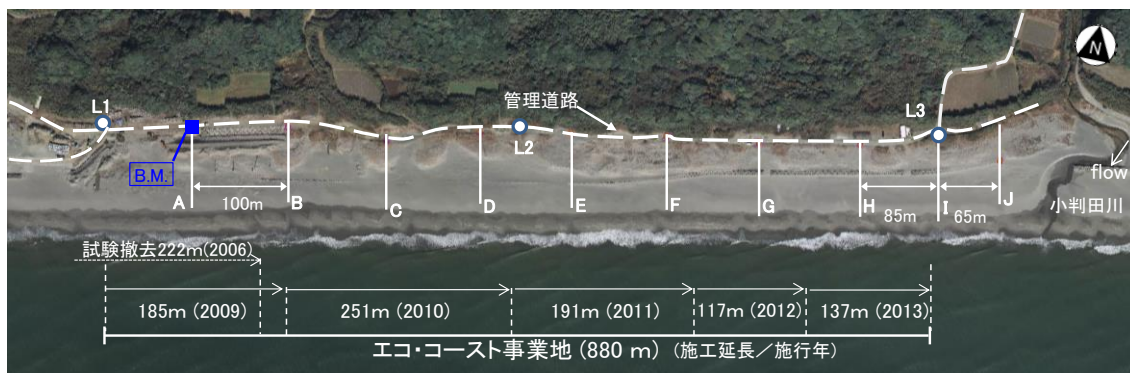 N
L1
管理道路
L3
L2
B.M.
flow
A
100m
B
C
D
E
F
G
H
85m
I
65m
J
小判田川
試験撤去222m(2006)
185m (2009)
251m (2010)
191m (2011)
117m (2012)
137m (2013)
エコ・コースト事業地 (880 m) (施工延長／施行年)